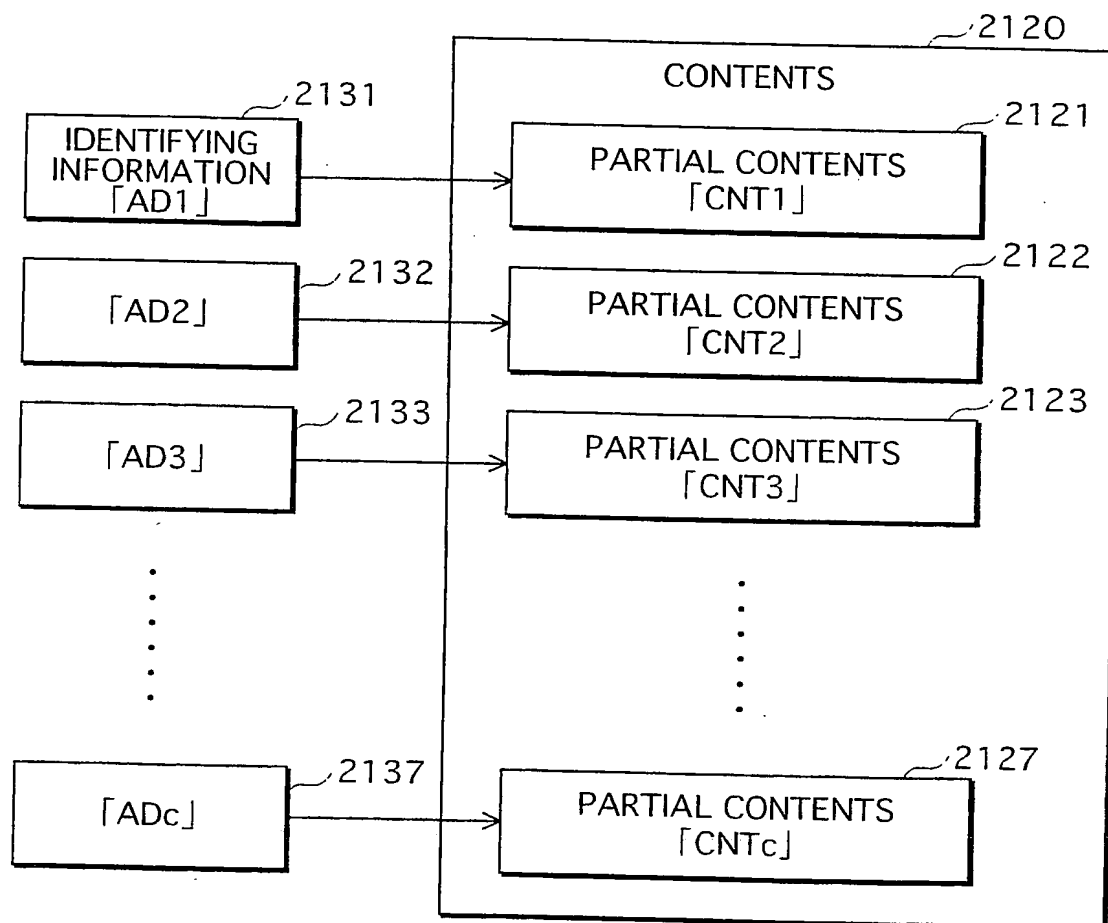 2120
CONTENTS
2131
IDENTIFYING
INFORMATION
「AD1」
2121
PARTIAL CONTENTS
「CNT1」
2132
「AD2」
2122
PARTIAL CONTENTS
「CNT2」
2133
「AD3」
2123
PARTIAL CONTENTS
「CNT3」
2137
「ADc」
2127
PARTIAL CONTENTS
「CNTc」